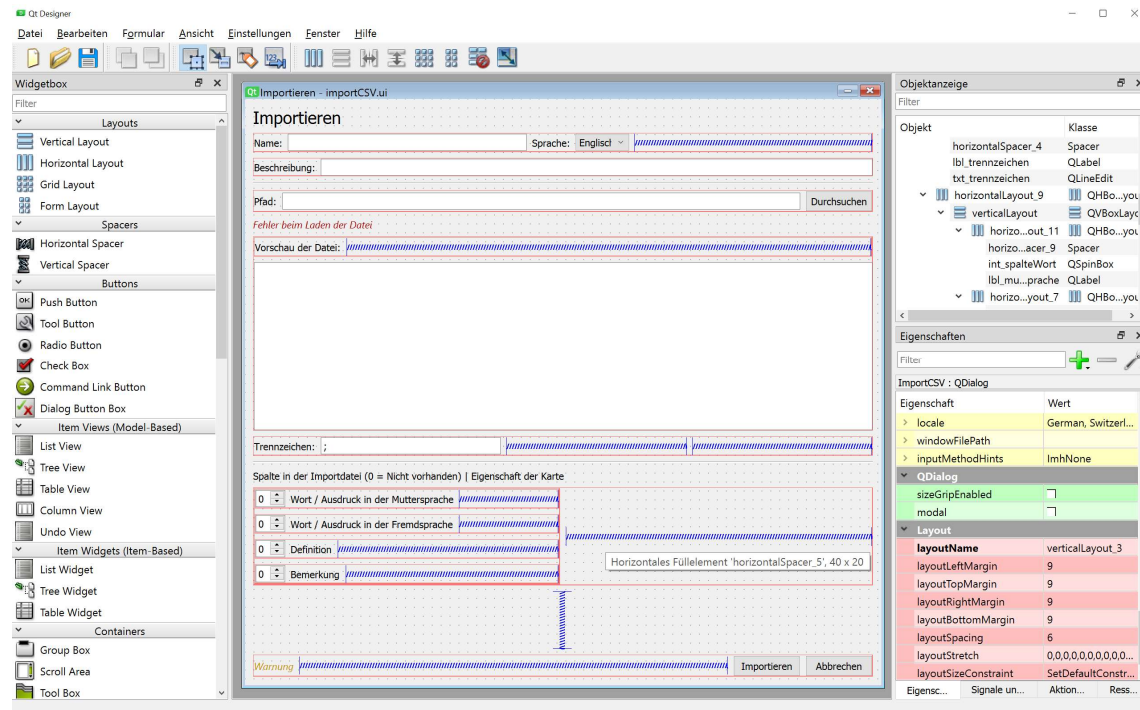 Qt Designer
Datei Bearbeiten Formular Ansicht Einstellungen Fenster Hilfe
Widgetbox
Filter
Layouts
Vertical Layout
Horizontal Layout
Grid Layout
Form Layout
Spacers
Horizontal Spacer
Vertical Spacer
Buttons
OK Push Button
Tool Button
Radio Button
Check Box
Command Link Button
Dialog Button Box
Item Views (Model-Based)
List View
Tree View
Table View
Column View
Undo View
Item Widgets (Item-Based)
List Widget
Tree Widget
Table Widget
Containers
Group Box
Scroll Area
Tool Box
Qt Importieren - importCSV.ui
Importieren
Name: Sprache: Englisch
Beschreibung:
Pfad: Durchsuchen
Fehler beim Laden der Datei
Vorschau der Datei:
Trennzeichen: ;
Spalte in der Importdatei (0 = Nicht vorhanden) | Eigenschaft der Karte
0 Wort / Ausdruck in der Muttersprache
0 Wort / Ausdruck in der Fremdsprache
0 Definition
Horizontales Füllelement 'horizontalSpacer_5', 40 x 20
0 Bemerkung
Warnung Importieren Abbrechen
Objektanzeige
Filter
Objekt Klasse
horizontalSpacer_4 Spacer
lbl_trennzeichen QLabel
txt_trennzeichen QLineEdit
horizontalLayout_9 QHBo...you
verticalLayout QVBoxLayo
horizo...out_11 QHBo...you
horizo...acer_9 Spacer
int_spalteWort QSpinBox
lbl_mu...prache QLabel
horizo...yout_7 QHBo...you
Eigenschaften
Filter
ImportCSV : QDialog
Eigenschaft Wert
locale German, Switzerl...
windowFilePath
inputMethodHints ImhNone
QDialog
sizeGripEnabled
modal
Layout
layoutName verticalLayout_3
layoutLeftMargin 9
layoutTopMargin 9
layoutRightMargin 9
layoutBottomMargin 9
layoutSpacing 6
layoutStretch 0,0,0,0,0,0,0,0,0,0...
layoutSizeConstraint SetDefaultConstr...
Eigensc... Signale un... Aktion... Ress...